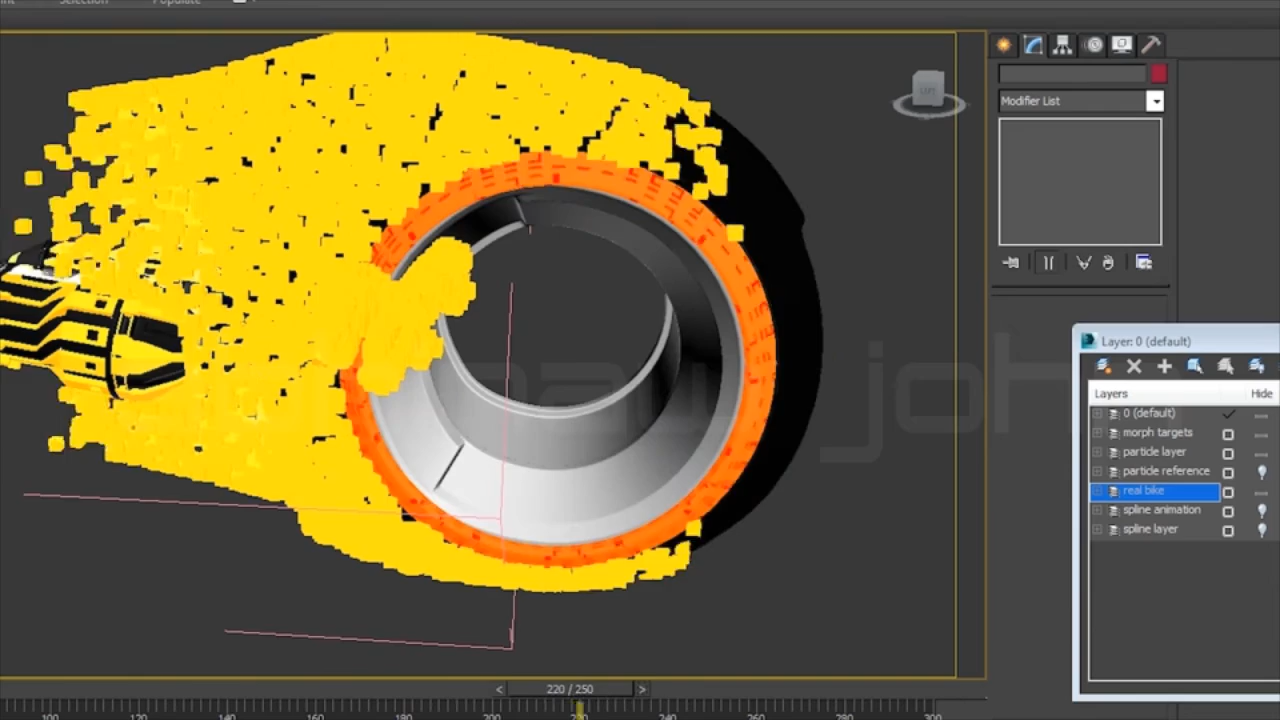 Selection
Populate
Modifier List
Layer: 0 (default)
Layers Hide
0 (default)
morph targets
particle layer
particle reference
real bike
spline animation
spline layer
john
< 220 / 250 >
100 120 140 160 180 200 240 260 280 300